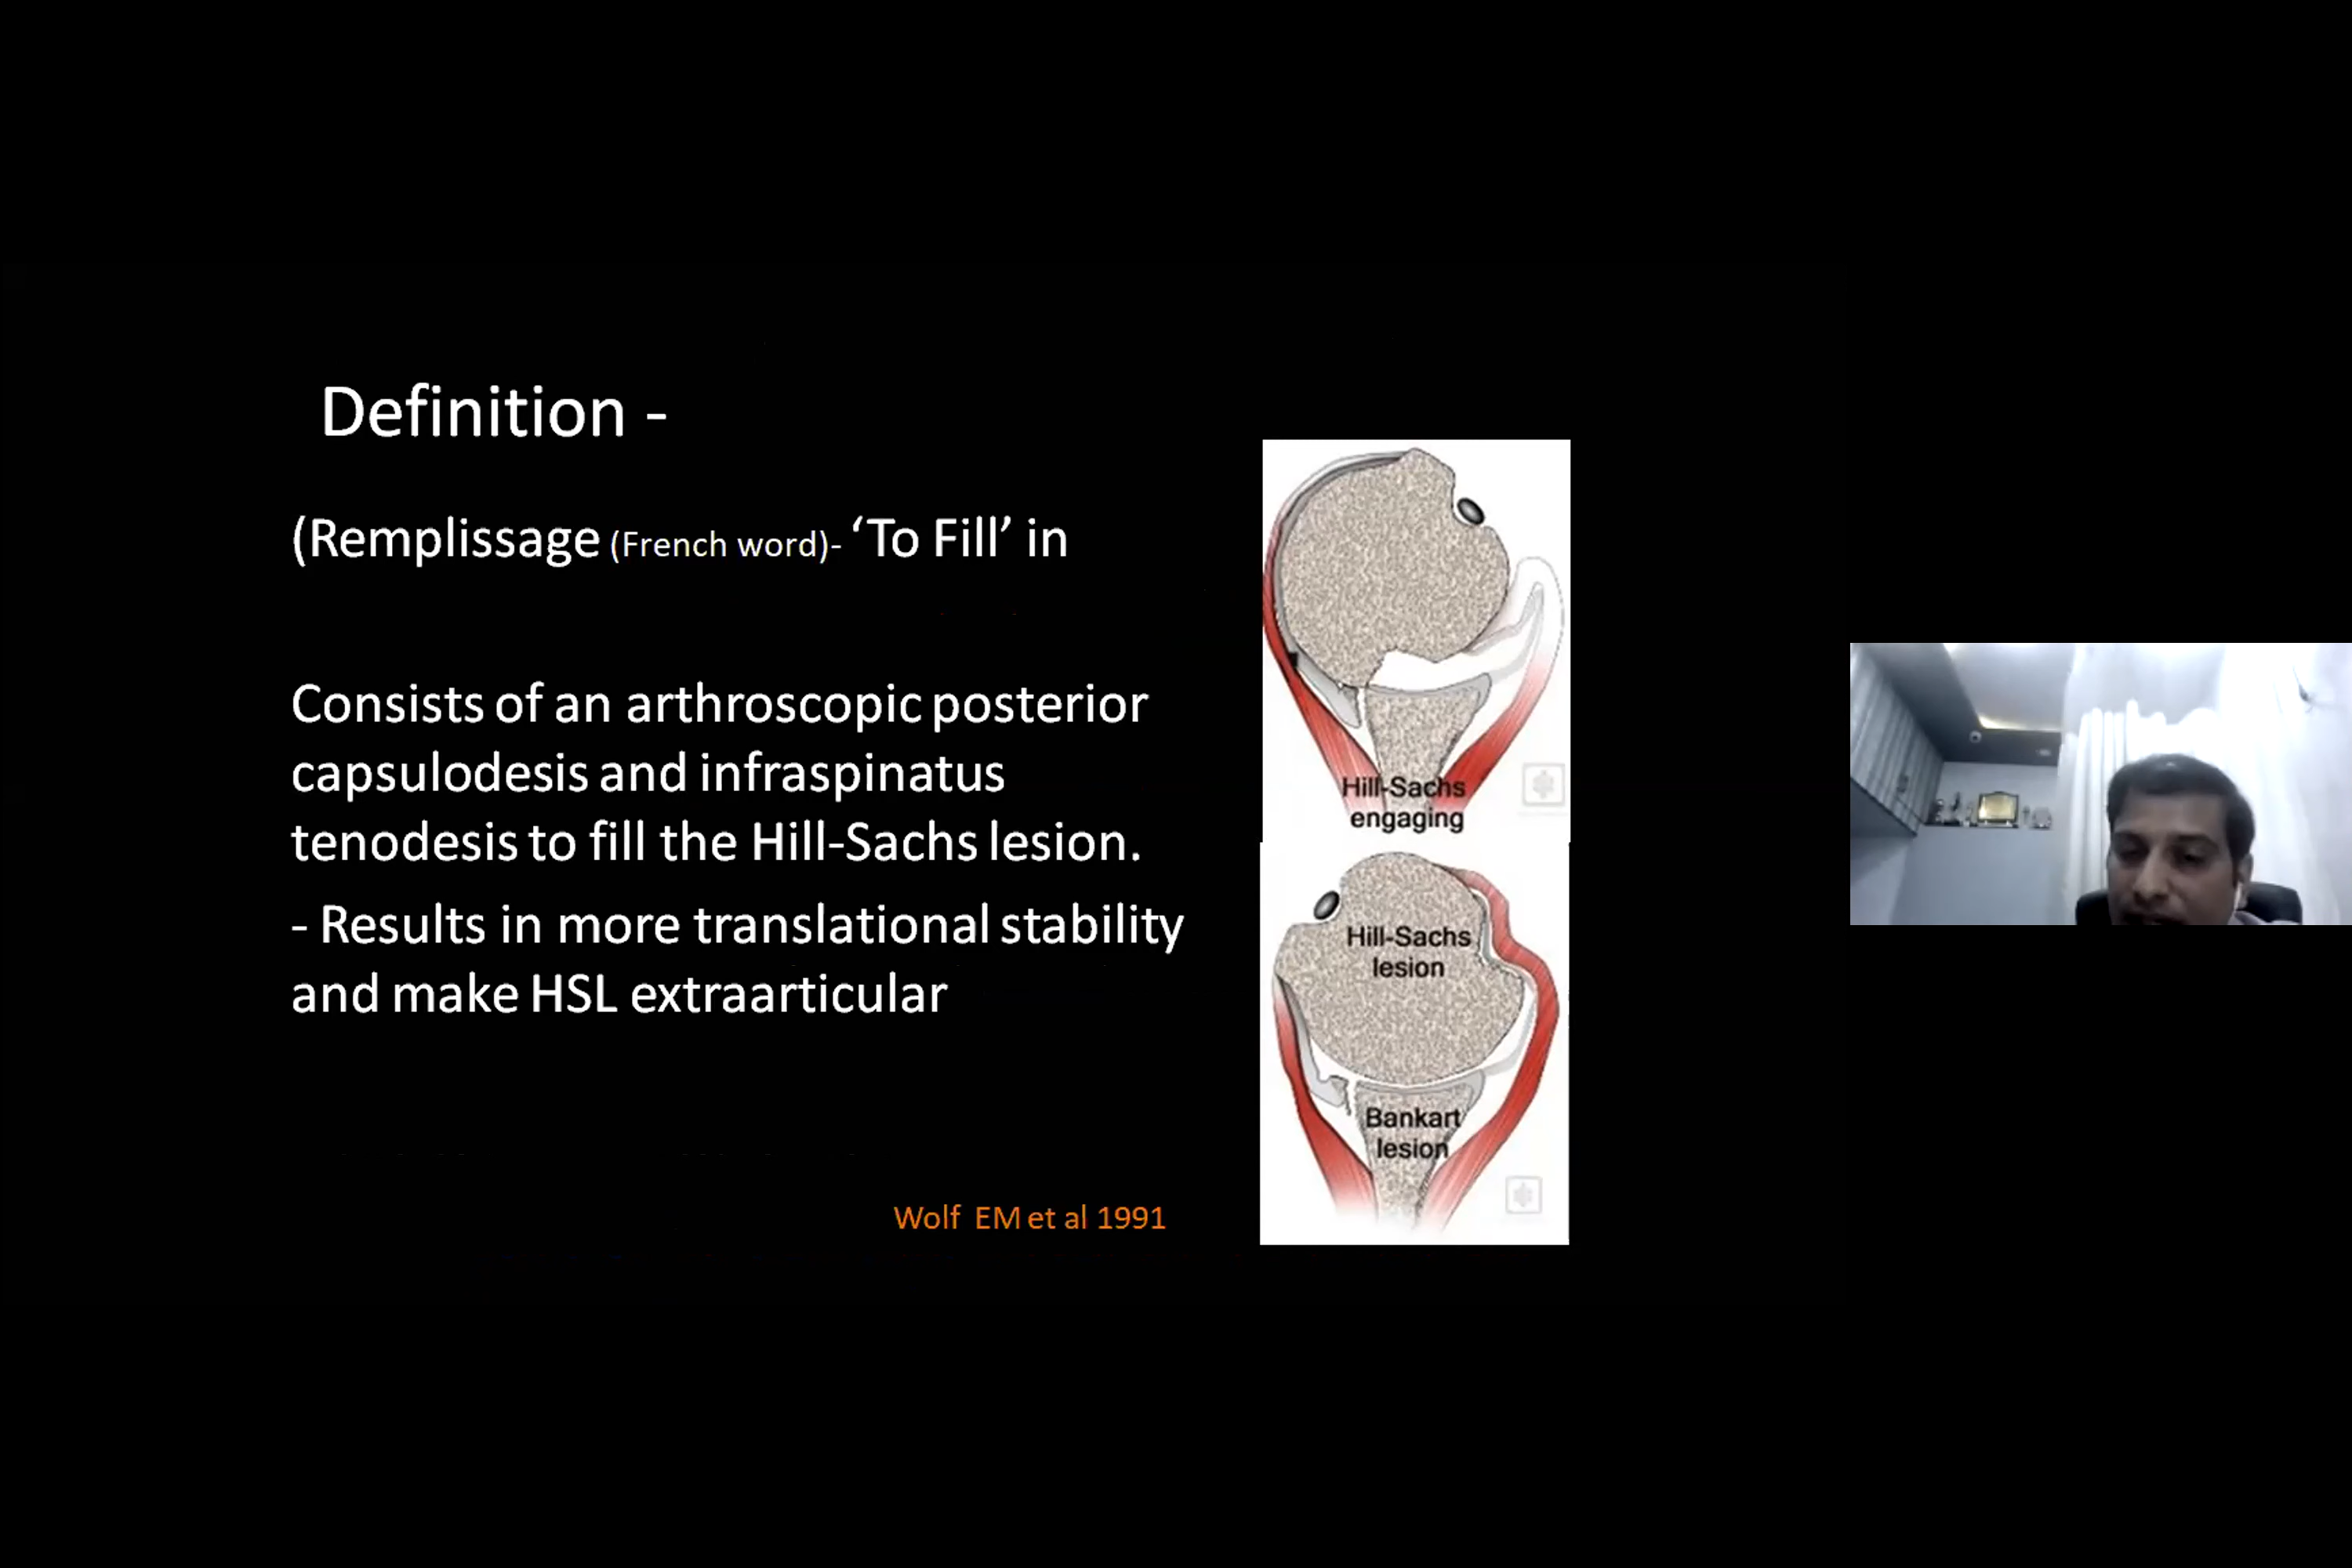 Definition -
(Remplissage (French word)- ‘To Fill’ in
Consists of an arthroscopic posterior
capsulodesis and infraspinatus
tenodesis to fill the Hill-Sachs lesion.
- Results in more translational stability
and make HSL extraarticular
Wolf EM et al 1991
Hill-Sachs
engaging
Hill-Sachs
lesion
Bankart
lesion